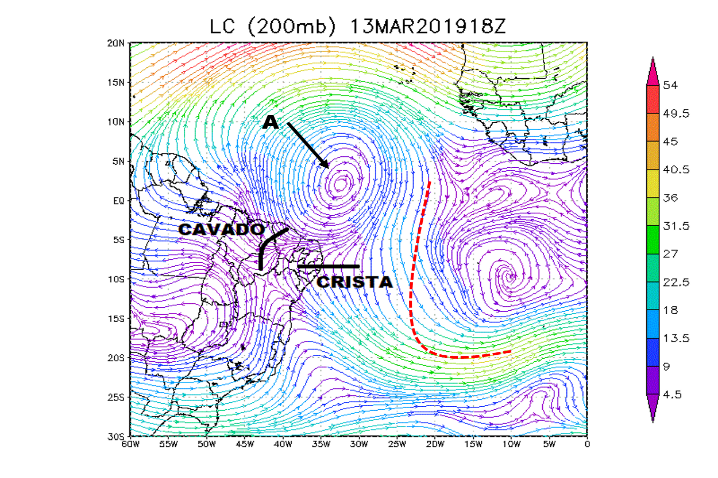 LC (200mb) 13MAR201918Z
20N
15N
10N
5N
EQ
5S
10S
15S
20S
25S
30S
60W 55W 50W 45W 40W 35W 30W 25W 20W 15W 10W 5W 0
A
CAVADO
CRISTA
54
49.5
45
40.5
36
31.5
27
22.5
18
13.5
9
4.5